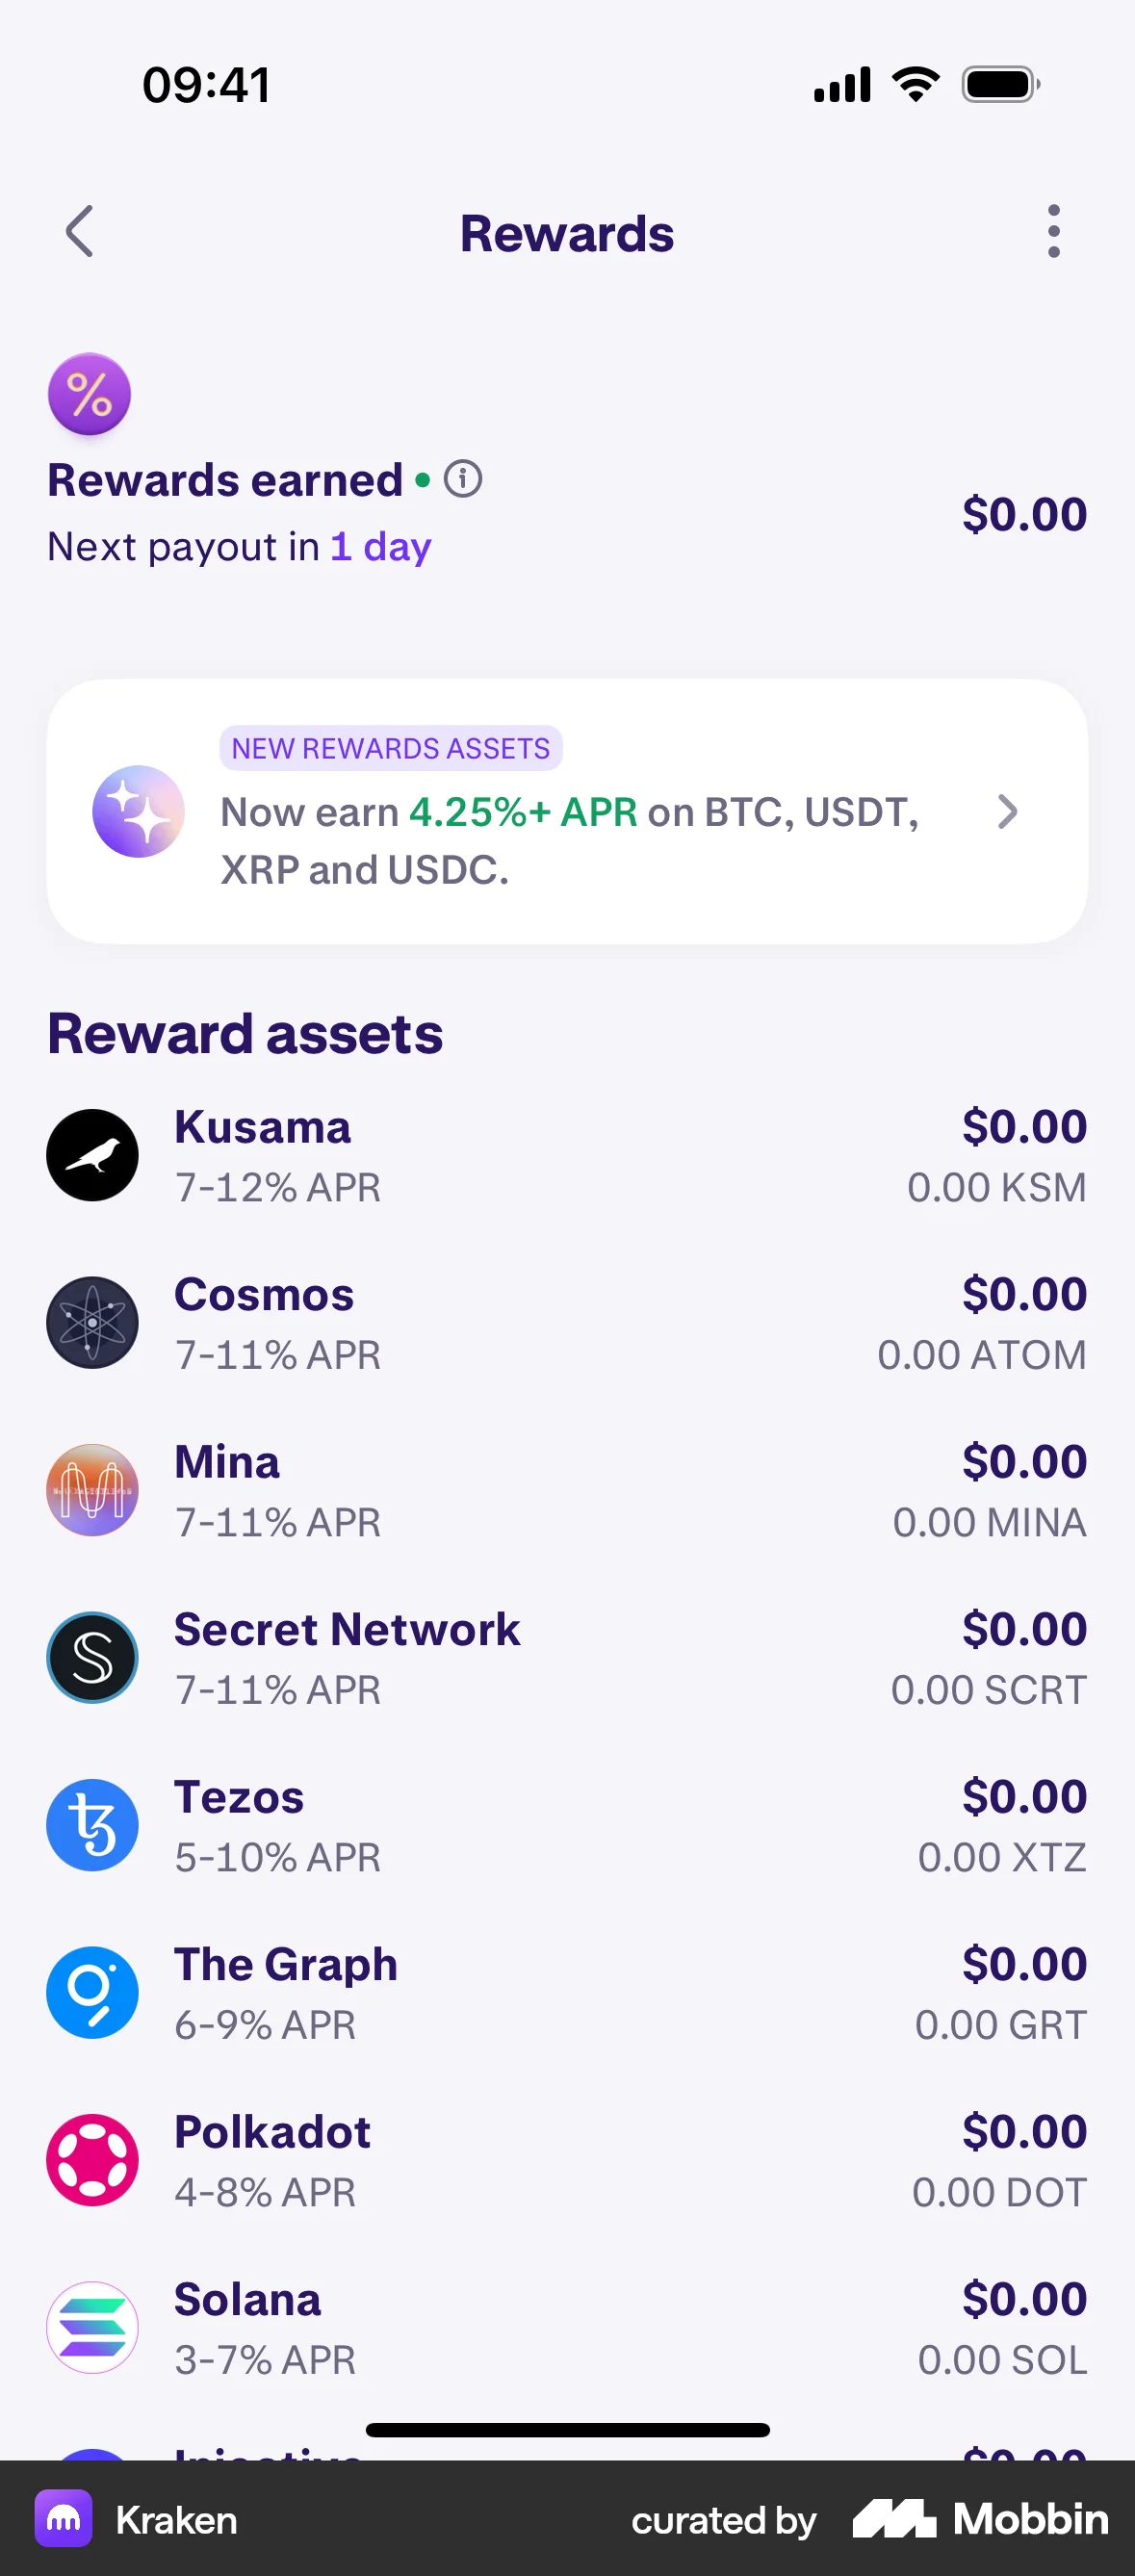 09:41
Rewards
Rewards earned
$0.00
Next payout in 1 day
NEW REWARDS ASSETS
Now earn 4.25%+ APR on BTC, USDT,
XRP and USDC.
Reward assets
Kusama
$0.00
7-12% APR
0.00 KSM
Cosmos
$0.00
7-11% APR
0.00 ATOM
Mina
$0.00
7-11% APR
0.00 MINA
Secret Network
$0.00
7-11% APR
0.00 SCRT
Tezos
$0.00
5-10% APR
0.00 XTZ
The Graph
$0.00
6-9% APR
0.00 GRT
Polkadot
$0.00
4-8% APR
0.00 DOT
Solana
$0.00
3-7% APR
0.00 SOL
Kraken
curated by Mobbin